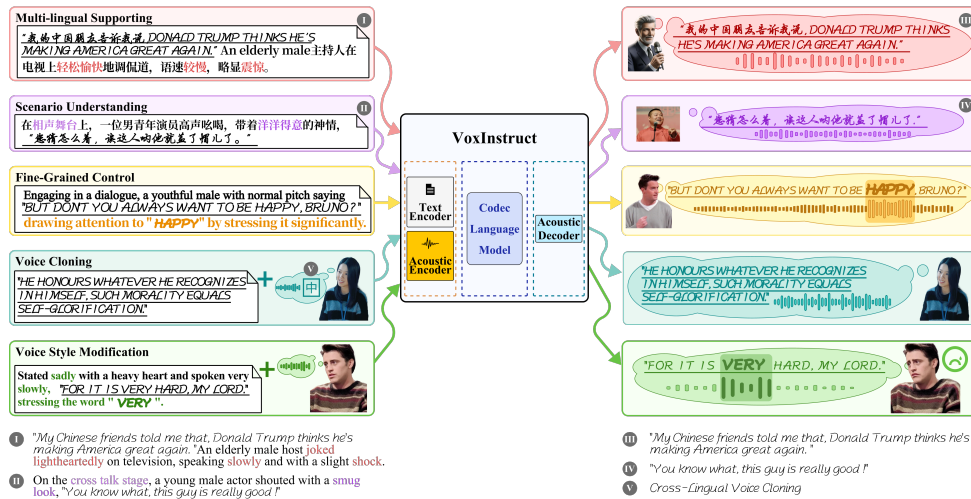 Multi-lingual Supporting
I
"我的中国朋友告诉我说, DONALD TRUMP THINKS HE'S
MAKING AMERICA GREAT AGAIN." An elderly male主持人在
电视上轻松愉快地调侃道，语速较慢，略显震惊。
Scenario Understanding
II
在相声舞台上，一位男青年演员高声吆喝，带着洋洋得意的神情，
"您猜怎么着，诶这人哟他就盖了帽儿了。"
Fine-Grained Control
Engaging in a dialogue, a youthful male with normal pitch saying
"BUT DON'T YOU ALWAYS WANT TO BE HAPPY, BRUNO?"
drawing attention to "HAPPY" by stressing it significantly.
Voice Cloning
"HE HONOURS WHATEVER HE RECOGNIZES
IN HIMSELF, SUCH MORALITY EQUALS
SELF-GLORIFICATION."
+
V
中
Voice Style Modification
Stated sadly with a heavy heart and spoken very
slowly, "FOR IT IS VERY HARD, MY LORD."
stressing the word "VERY".
+
VoxInstruct
Text
Encoder
Acoustic
Encoder
Codec
Language
Model
Acoustic
Decoder
III
"我的中国朋友告诉我说, DONALD TRUMP THINKS
HE'S MAKING AMERICA GREAT AGAIN."
IV
"您猜怎么着，诶这人哟他就盖了帽儿了。"
"BUT DON'T YOU ALWAYS WANT TO BE HAPPY, BRUNO?"
"HE HONOURS WHATEVER HE RECOGNIZES
IN HIMSELF, SUCH MORALITY EQUALS
SELF-GLORIFICATION."
"FOR IT IS VERY HARD, MY LORD."
I "My Chinese friends told me that, Donald Trump thinks he's
making America great again. "An elderly male host joked
lightheartedly on television, speaking slowly and with a slight shock.
II On the cross talk stage, a young male actor shouted with a smug
look, "You know what, this guy is really good !"
III "My Chinese friends told me that, Donald Trump thinks he's
making America great again. "
IV "You know what, this guy is really good !"
V Cross-Lingual Voice Cloning